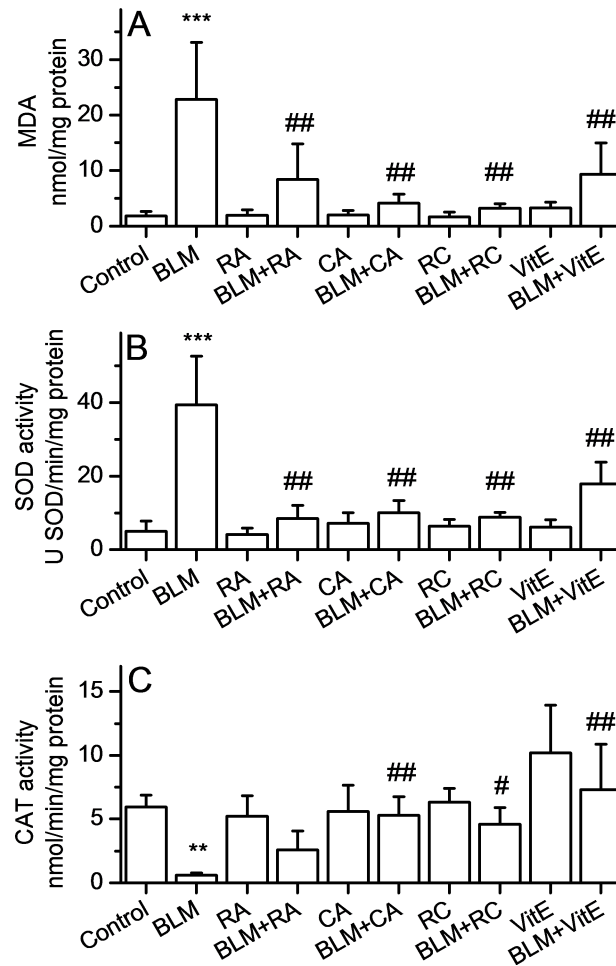 A
MDA
nmol/mg protein
30
20
10
0
***
##
##
##
##
Control
BLM
RA
BLM+RA
CA
BLM+CA
RC
BLM+RC
VitE
BLM+VitE
B
SOD activity
U SOD/min/mg protein
40
20
0
***
##
##
##
##
Control
BLM
RA
BLM+RA
CA
BLM+CA
RC
BLM+RC
VitE
BLM+VitE
C
CAT activity
nmol/min/mg protein
15
10
5
0
**
##
#
##
Control
BLM
RA
BLM+RA
CA
BLM+CA
RC
BLM+RC
VitE
BLM+VitE